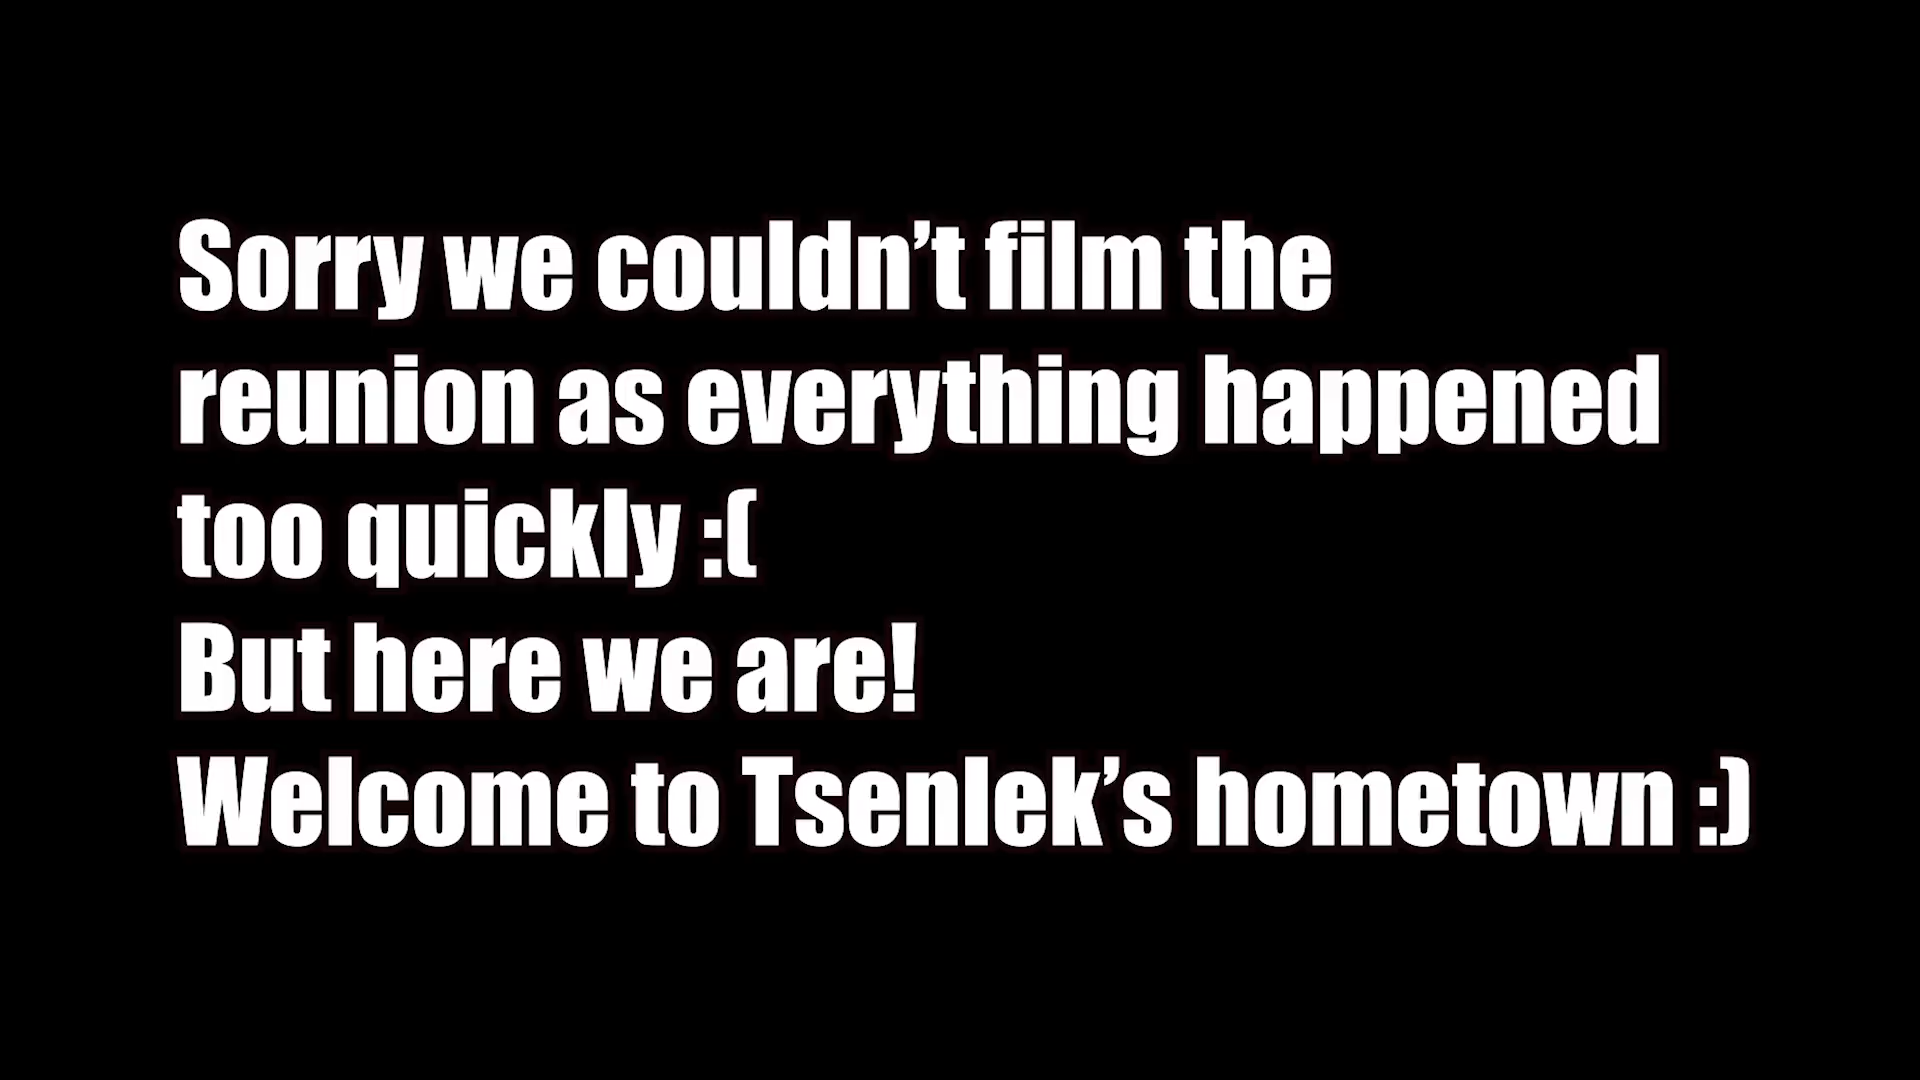 Sorry we couldn’t film the
reunion as everything happened
too quickly :(
But here we are!
Welcome to Tsenlek’s hometown :)